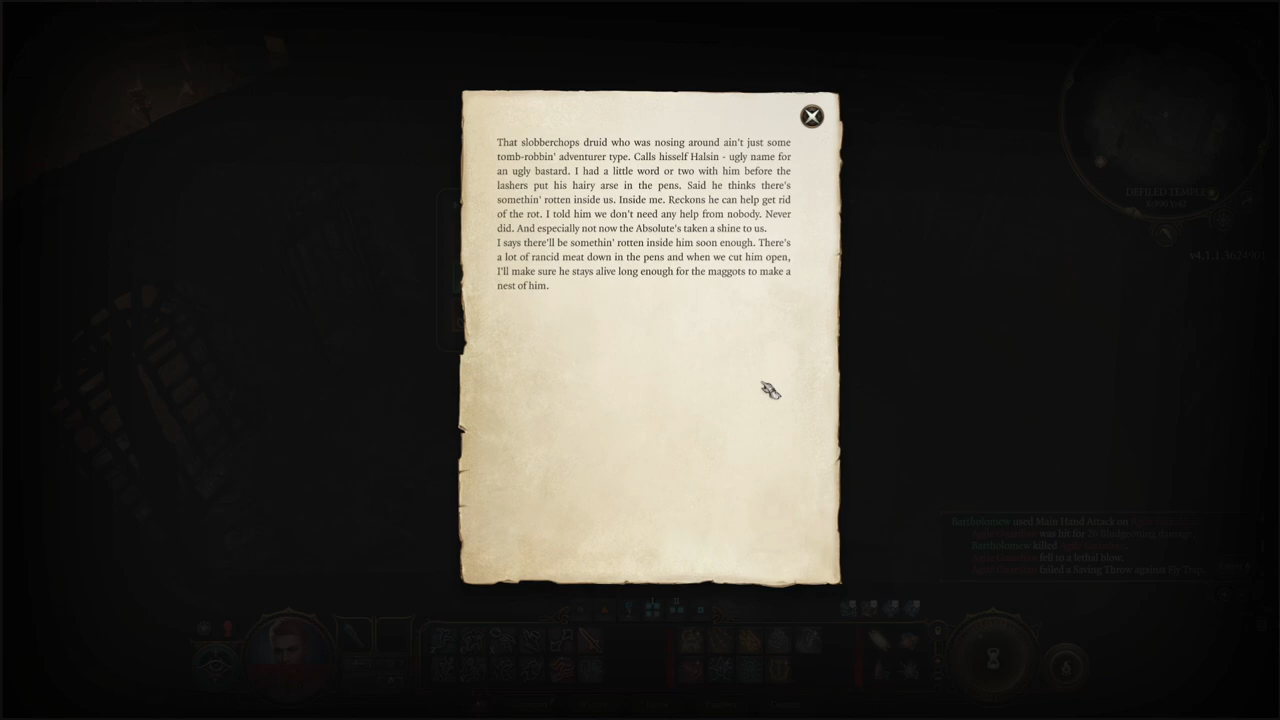 That slobberchops druid who was nosing around ain't just some
tomb-robbin' adventurer type. Calls hisself Halsin - ugly name for
an ugly bastard. I had a little word or two with him before the
lashers put his hairy arse in the pens. Said he thinks there's
somethin' rotten inside us. Inside me. Reckons he can help get rid
of the rot. I told him we don't need any help from nobody. Never
did. And especially not now the Absolute's taken a shine to us.
I says there'll be somethin' rotten inside him soon enough. There's
a lot of rancid meat down in the pens and when we cut him open,
I'll make sure he stays alive long enough for the maggots to make a
nest of him.
DEFILED TEMPLE
Bartholomew used Main Hand Attack on
was hit for bludgeoning damage.
Bartholomew killed
fell to a lethal blow.
failed a Saving Throw against